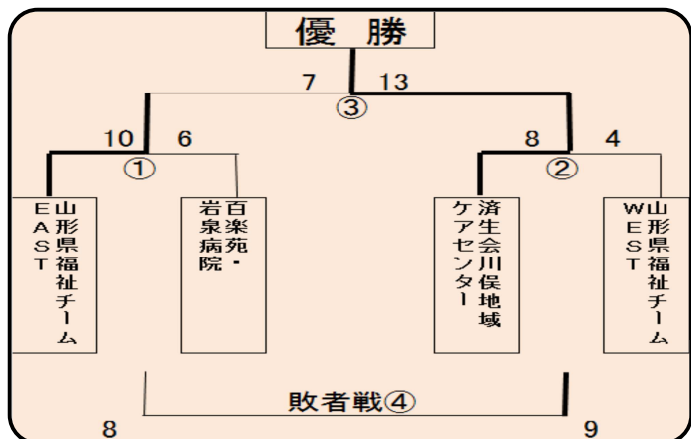 優 勝
7 13
③
10 6 8 4
① ②
山形県福祉チーム
EAST
百楽苑・
岩泉病院
済生会川俣地域
ケアセンター
山形県福祉チーム
WEST
敗者戦④
8 9